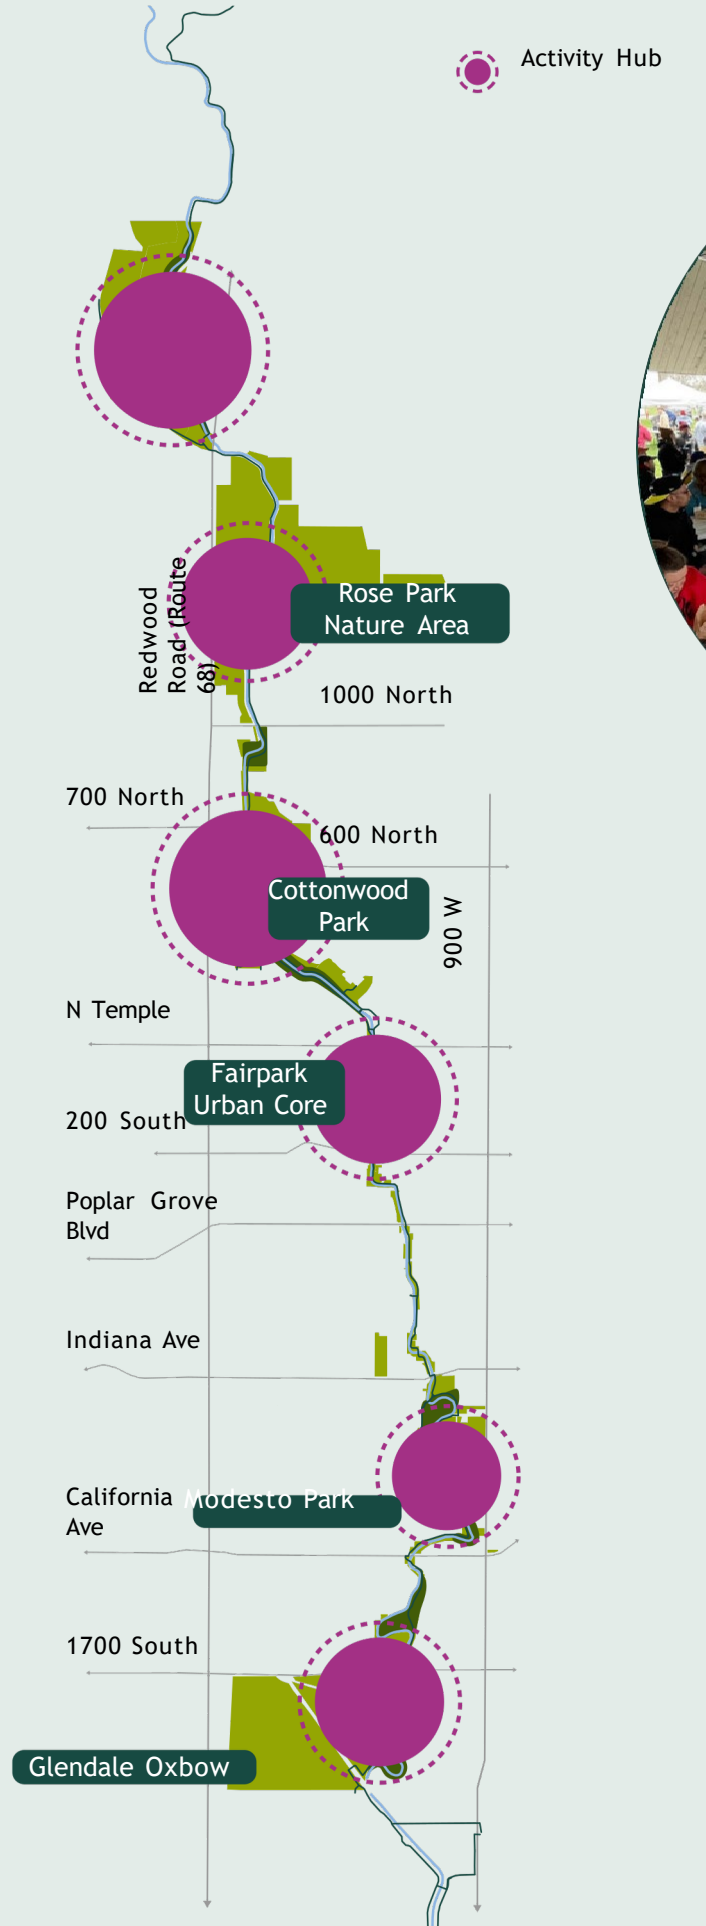 Activity Hub
Redwood
Road (Route
68)
Rose Park
Nature Area
1000 North
700 North
600 North
Cottonwood
Park
900 W
N Temple
Fairpark
Urban Core
200 South
Poplar Grove
Blvd
Indiana Ave
California
Ave
Modesto Park
1700 South
Glendale Oxbow